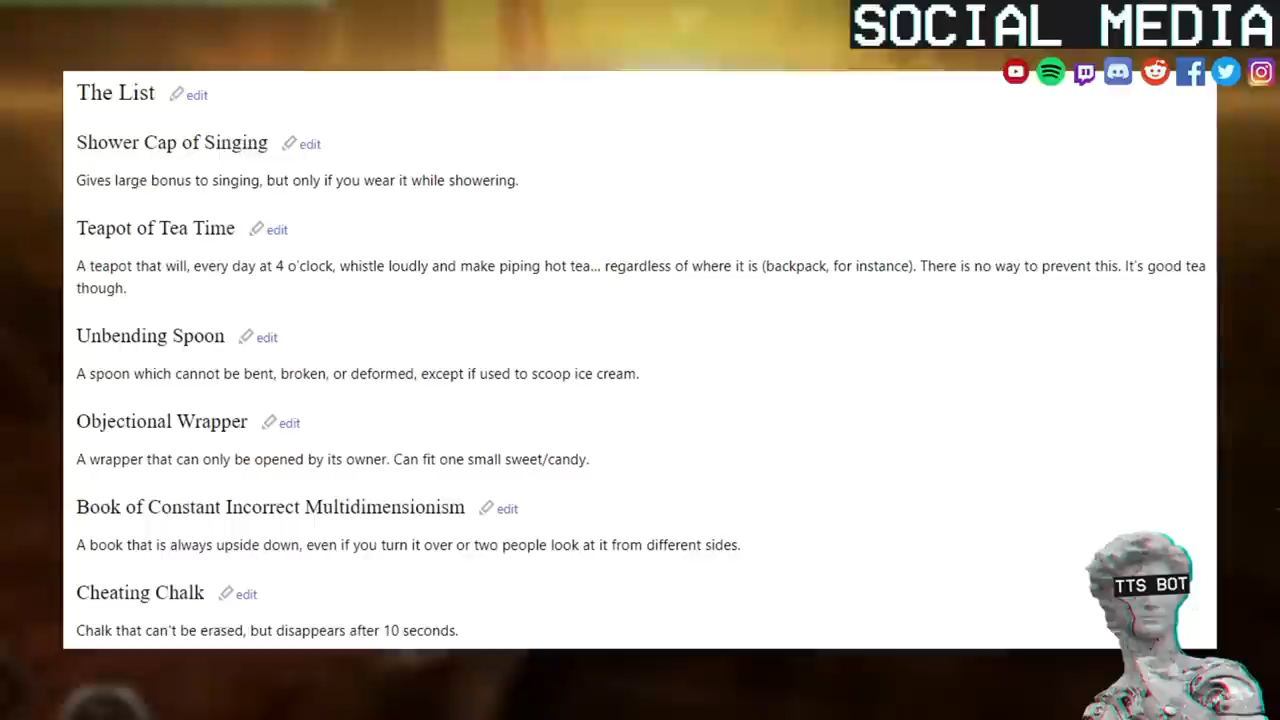 SOCIAL MEDIA
The List edit
Shower Cap of Singing edit
Gives large bonus to singing, but only if you wear it while showering.
Teapot of Tea Time edit
A teapot that will, every day at 4 o'clock, whistle loudly and make piping hot tea... regardless of where it is (backpack, for instance). There is no way to prevent this. It's good tea
though.
Unbending Spoon edit
A spoon which cannot be bent, broken, or deformed, except if used to scoop ice cream.
Objectional Wrapper edit
A wrapper that can only be opened by its owner. Can fit one small sweet/candy.
Book of Constant Incorrect Multidimensionism edit
A book that is always upside down, even if you turn it over or two people look at it from different sides.
Cheating Chalk edit
Chalk that can't be erased, but disappears after 10 seconds.
TTS BOT